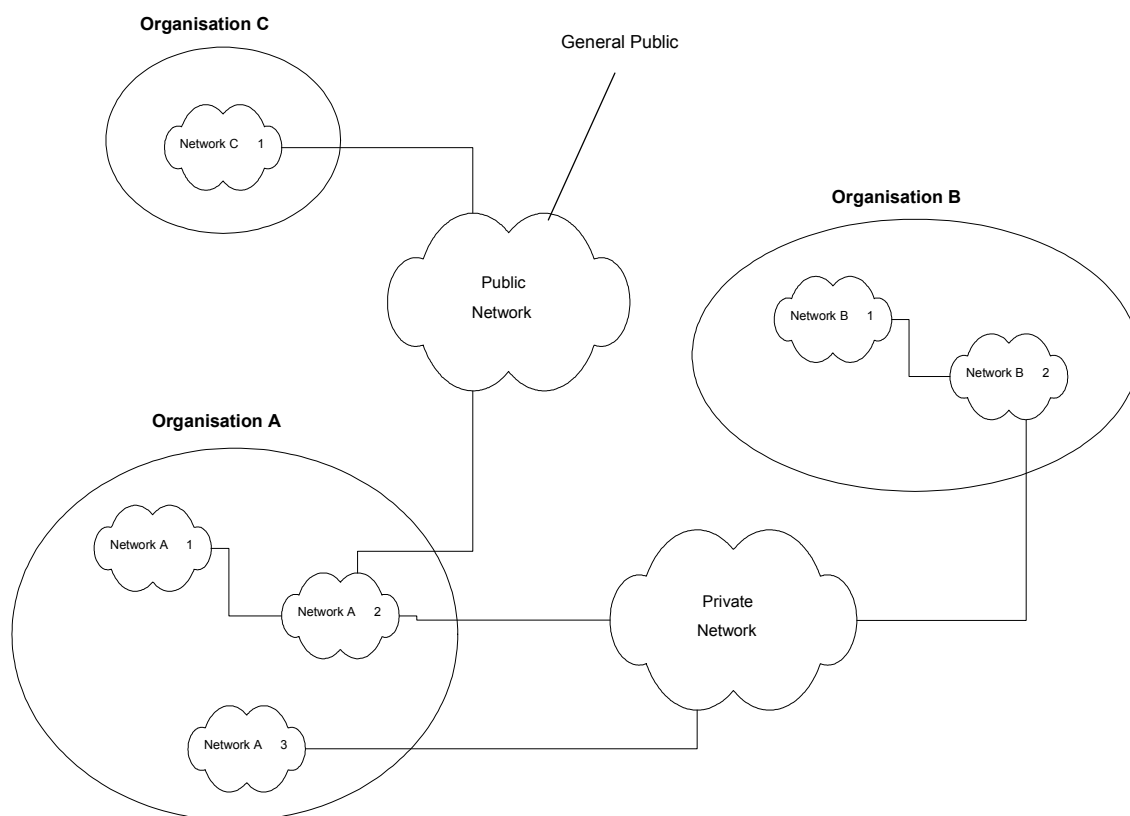 Organisation C
General Public
Network C 1
Organisation B
Public
Network
Network B 1
Network B 2
Organisation A
Network A 1
Network A 2
Private
Network
Network A 3